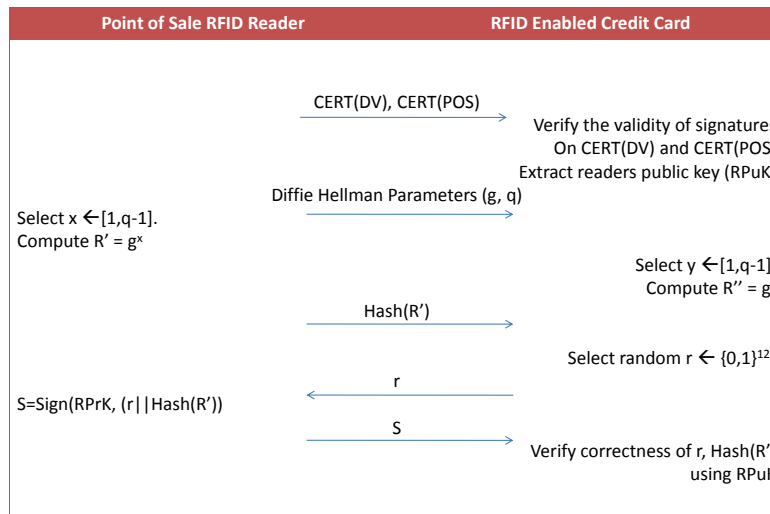 Point of Sale RFID Reader
RFID Enabled Credit Card
CERT(DV), CERT(POS)
Verify the validity of signature
On CERT(DV) and CERT(POS
Extract readers public key (RPuK
Diffie Hellman Parameters (g, q)
Select x ←[1,q-1].
Compute R' = gˣ
Select y ←[1,q-1]
Compute R'' = g
Hash(R')
Select random r ← {0,1}¹²
r
S=Sign(RPrK, (r||Hash(R'))
S
Verify correctness of r, Hash(R'
using RPuK